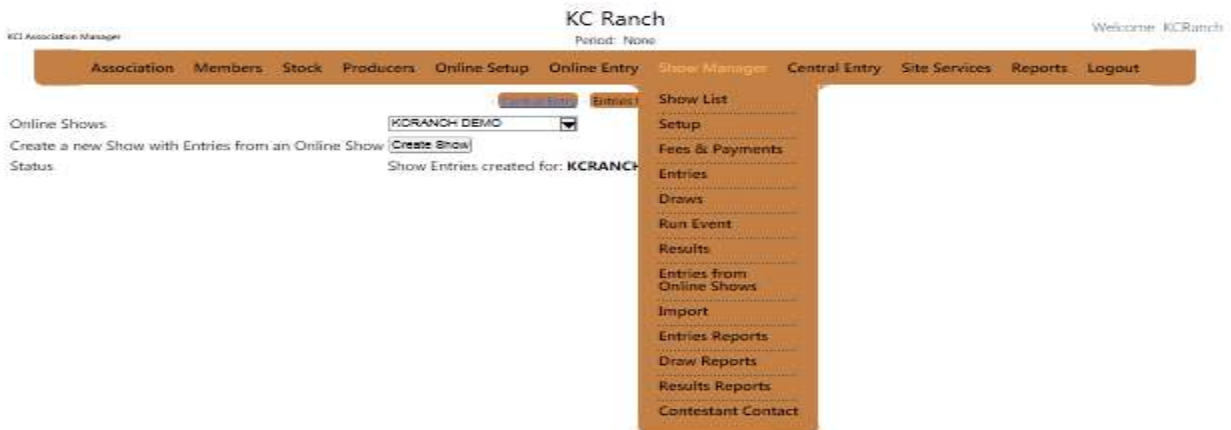 KC Ranch
KCI Association Manager
Period: None
Welcome KCRanch
Association Members Stock Producers Online Setup Online Entry Show Manager Central Entry Site Services Reports Logout
Central Entry Entries
Online Shows KCRANCH DEMO
Create a new Show with Entries from an Online Show Create Show
Status Show Entries created for: KCRANCH
Show List
Setup
Fees & Payments
Entries
Draws
Run Event
Results
Entries from
Online Shows
Import
Entries Reports
Draw Reports
Results Reports
Contestant Contact